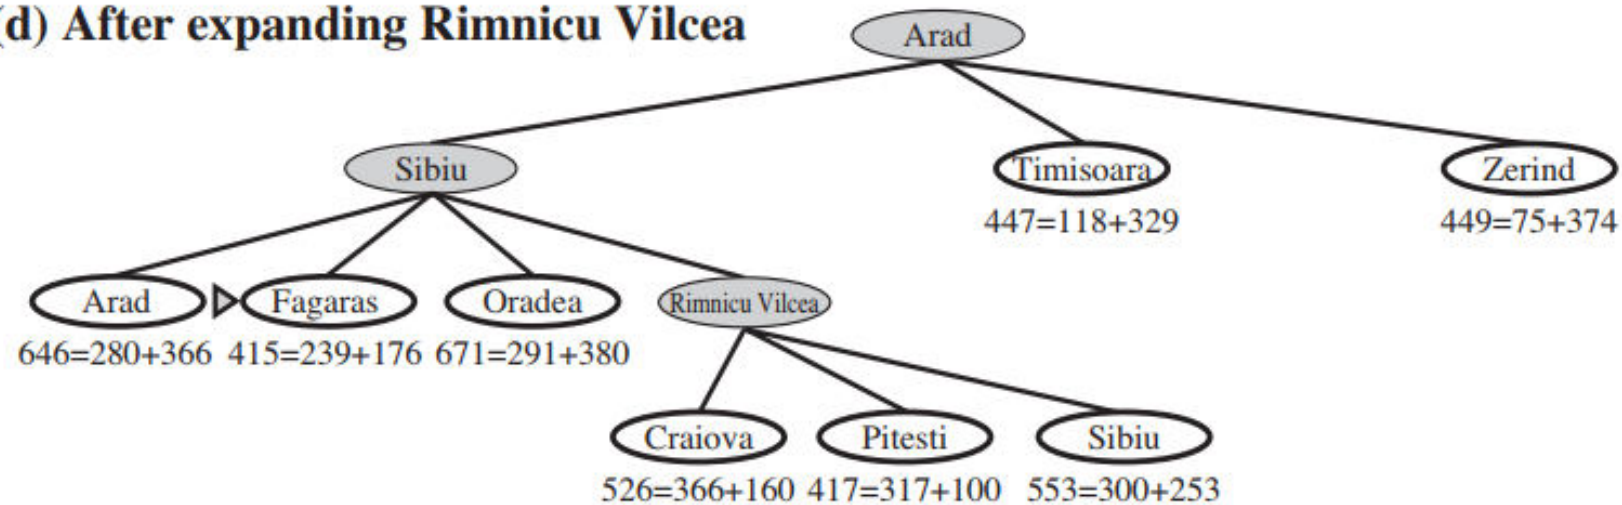 (d) After expanding Rimnicu Vilcea
Arad
Sibiu
Timisoara
Zerind
447=118+329
449=75+374
Arad
Fagaras
Oradea
Rimnicu Vilcea
646=280+366
415=239+176
671=291+380
Craiova
Pitesti
Sibiu
526=366+160
417=317+100
553=300+253